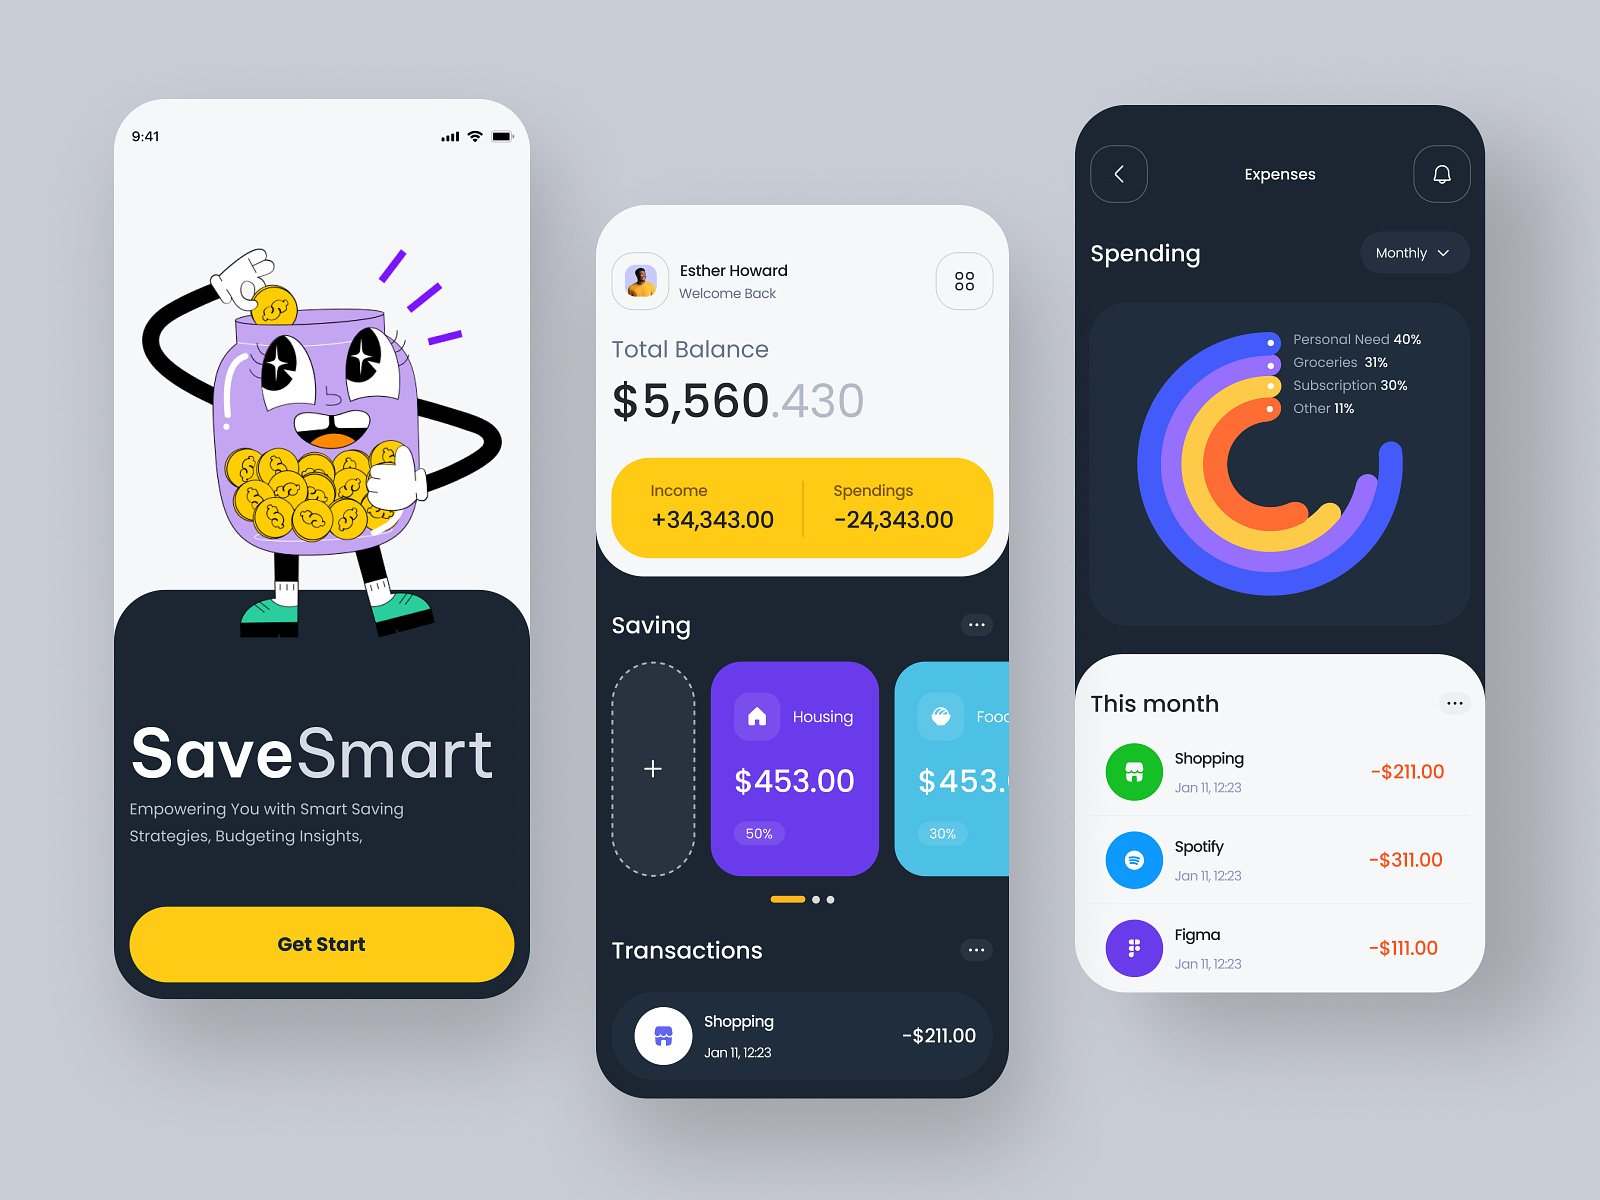 9:41
SaveSmart
Empowering You with Smart Saving
Strategies, Budgeting Insights,
Get Start
Esther Howard
Welcome Back
Total Balance
$5,560.430
Income
+34,343.00
Spendings
-24,343.00
Saving
Housing
$453.00
50%
Food
$453.0
30%
Transactions
Shopping
Jan 11, 12:23
-$211.00
Expenses
Spending
Monthly
Personal Need 40%
Groceries 31%
Subscription 30%
Other 11%
This month
Shopping
Jan 11, 12:23
-$211.00
Spotify
Jan 11, 12:23
-$311.00
Figma
Jan 11, 12:23
-$111.00